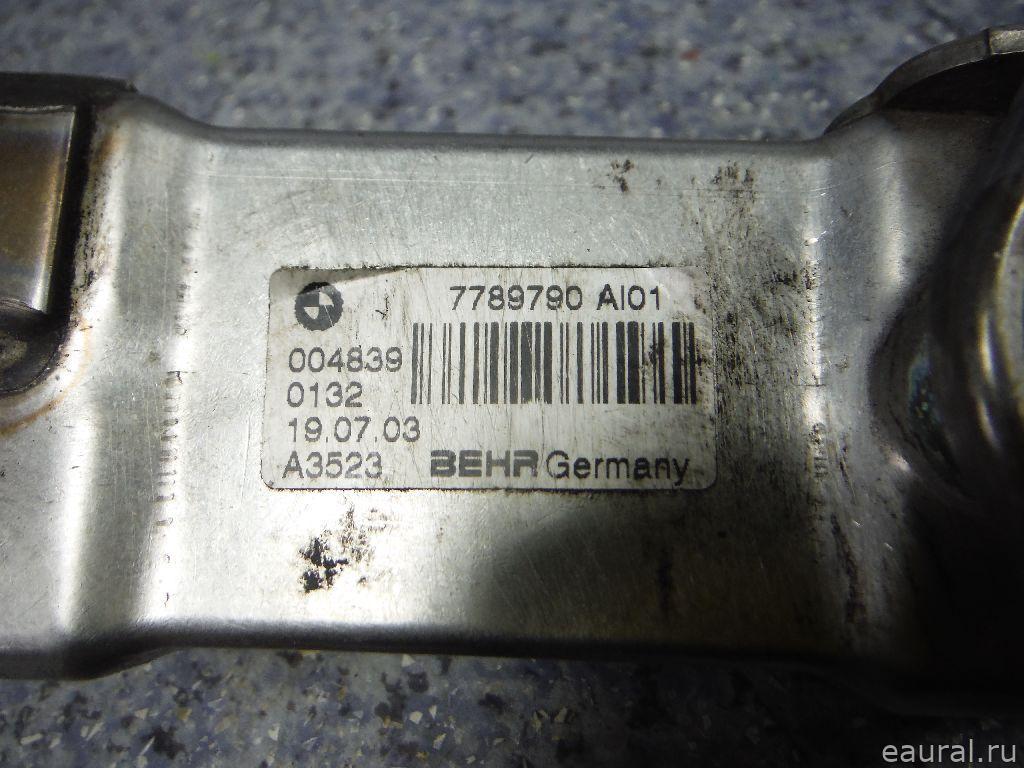 7789790 AI01
004839
0132
19.07.03
A3523 BEHR Germany
eaural.ru